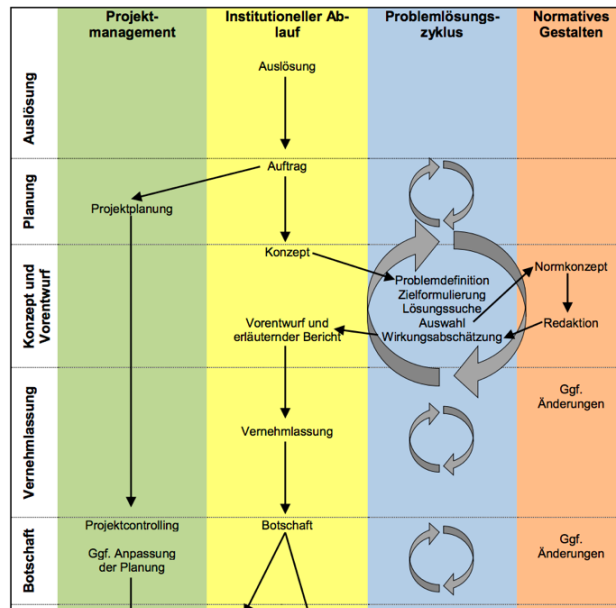 Projekt-
management
Institutioneller Ab-
lauf
Problemlösungs-
zyklus
Normatives
Gestalten
Auslösung
Auslösung
Planung
Auftrag
Projektplanung
Konzept und
Vorentwurf
Konzept
Problemdefinition
Zielformulierung
Lösungssuche
Auswahl
Wirkungsabschätzung
Normkonzept
Redaktion
Vorentwurf und
erläuternder Bericht
Vernehmlassung
Vernehmlassung
Ggf.
Änderungen
Botschaft
Projektcontrolling
Ggf. Anpassung
der Planung
Botschaft
Ggf.
Änderungen